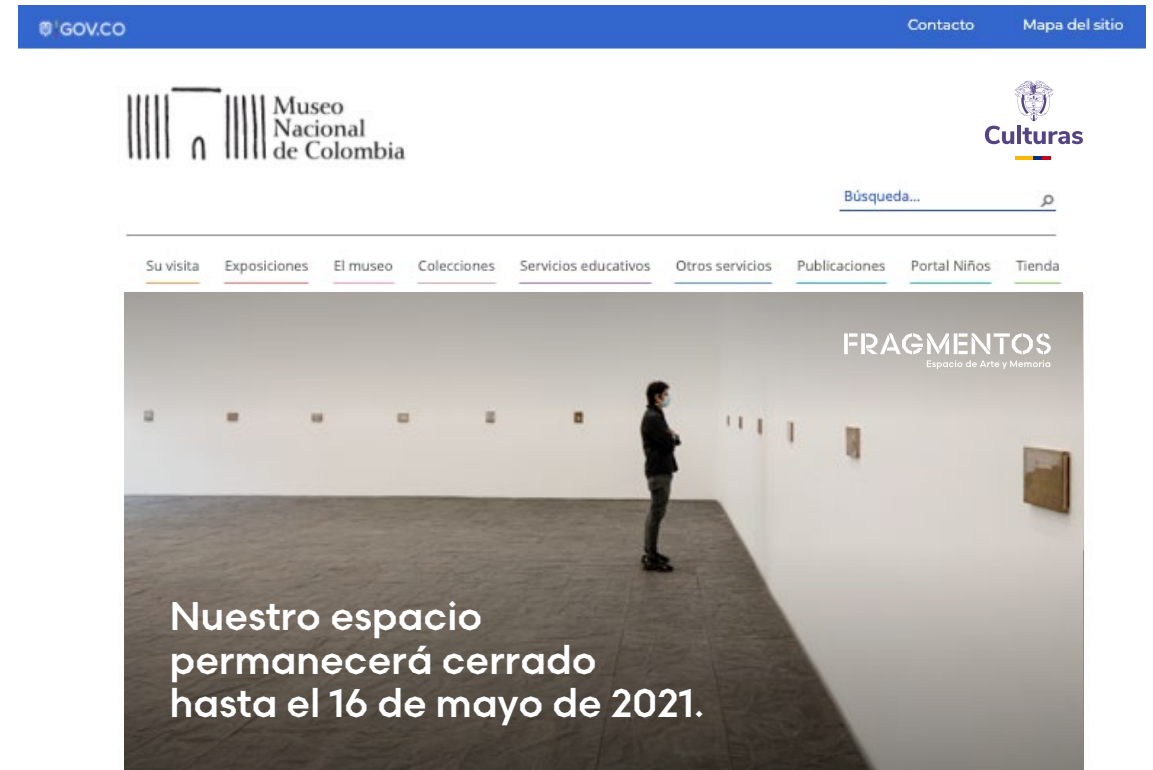 GOV.CO
Contacto
Mapa del sitio
Museo
Nacional
de Colombia
Culturas
Búsqueda...
Su visita
Exposiciones
El museo
Colecciones
Servicios educativos
Otros servicios
Publicaciones
Portal Niños
Tienda
FRAGMENTOS
Espacio de Arte y Memoria
Nuestro espacio
permanecerá cerrado
hasta el 16 de mayo de 2021.